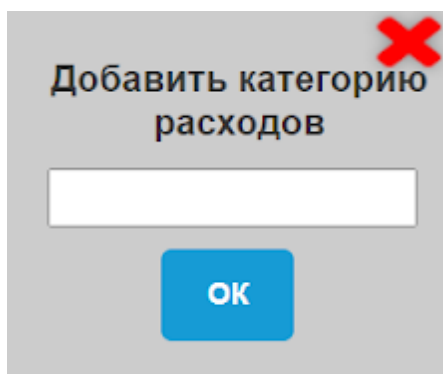 Добавить категорию
расходов
ОК